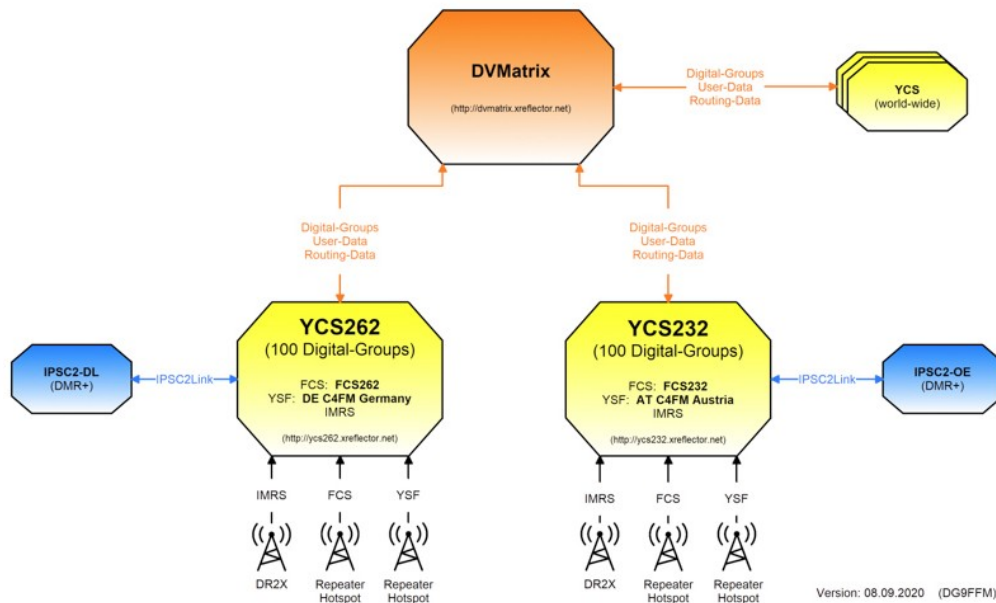 DVMatrix
(http://dvmatrix.xreflector.net)
Digital-Groups
User-Data
Routing-Data
YCS
(world-wide)
Digital-Groups
User-Data
Routing-Data
Digital-Groups
User-Data
Routing-Data
IPSC2-DL
(DMR+)
IPSC2Link
YCS262
(100 Digital-Groups)
FCS: FCS262
YSF: DE C4FM Germany
IMRS
(http://ycs262.xreflector.net)
YCS232
(100 Digital-Groups)
FCS: FCS232
YSF: AT C4FM Austria
IMRS
(http://ycs232.xreflector.net)
IPSC2Link
IPSC2-OE
(DMR+)
IMRS
FCS
YSF
IMRS
FCS
YSF
DR2X
Repeater
Hotspot
Repeater
Hotspot
DR2X
Repeater
Hotspot
Repeater
Hotspot
Version: 08.09.2020 (DG9FFM)